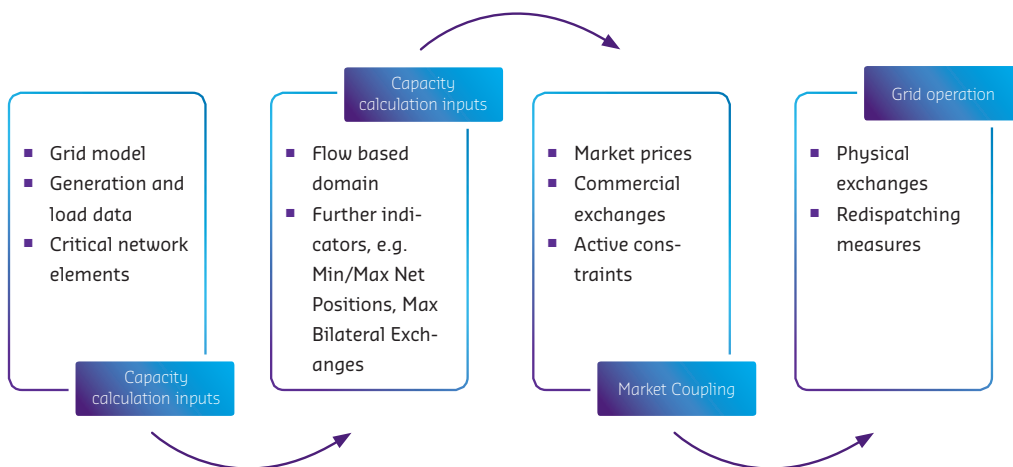 Grid model
Generation and
load data
Critical network
elements
Capacity
calculation inputs
Capacity
calculation inputs
Flow based
domain
Further indi-
cators, e.g.
Min/Max Net
Positions, Max
Bilateral Exch-
anges
Market prices
Commercial
exchanges
Active cons-
traints
Market Coupling
Grid operation
Physical
exchanges
Redispatching
measures